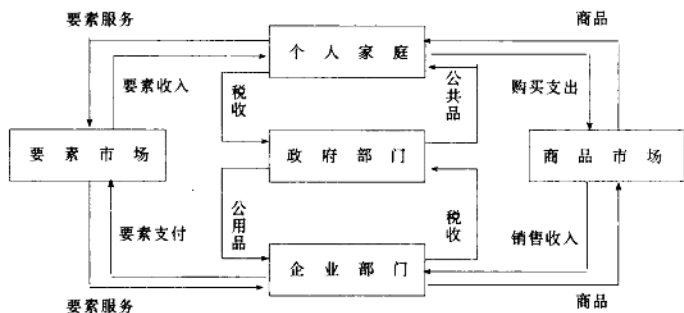 要素服务
商品
个人家庭
要素收入
税收
公共品
购买支出
要素市场
政府部门
商品市场
要素支付
公用品
税收
销售收入
企业部门
要素服务
商品